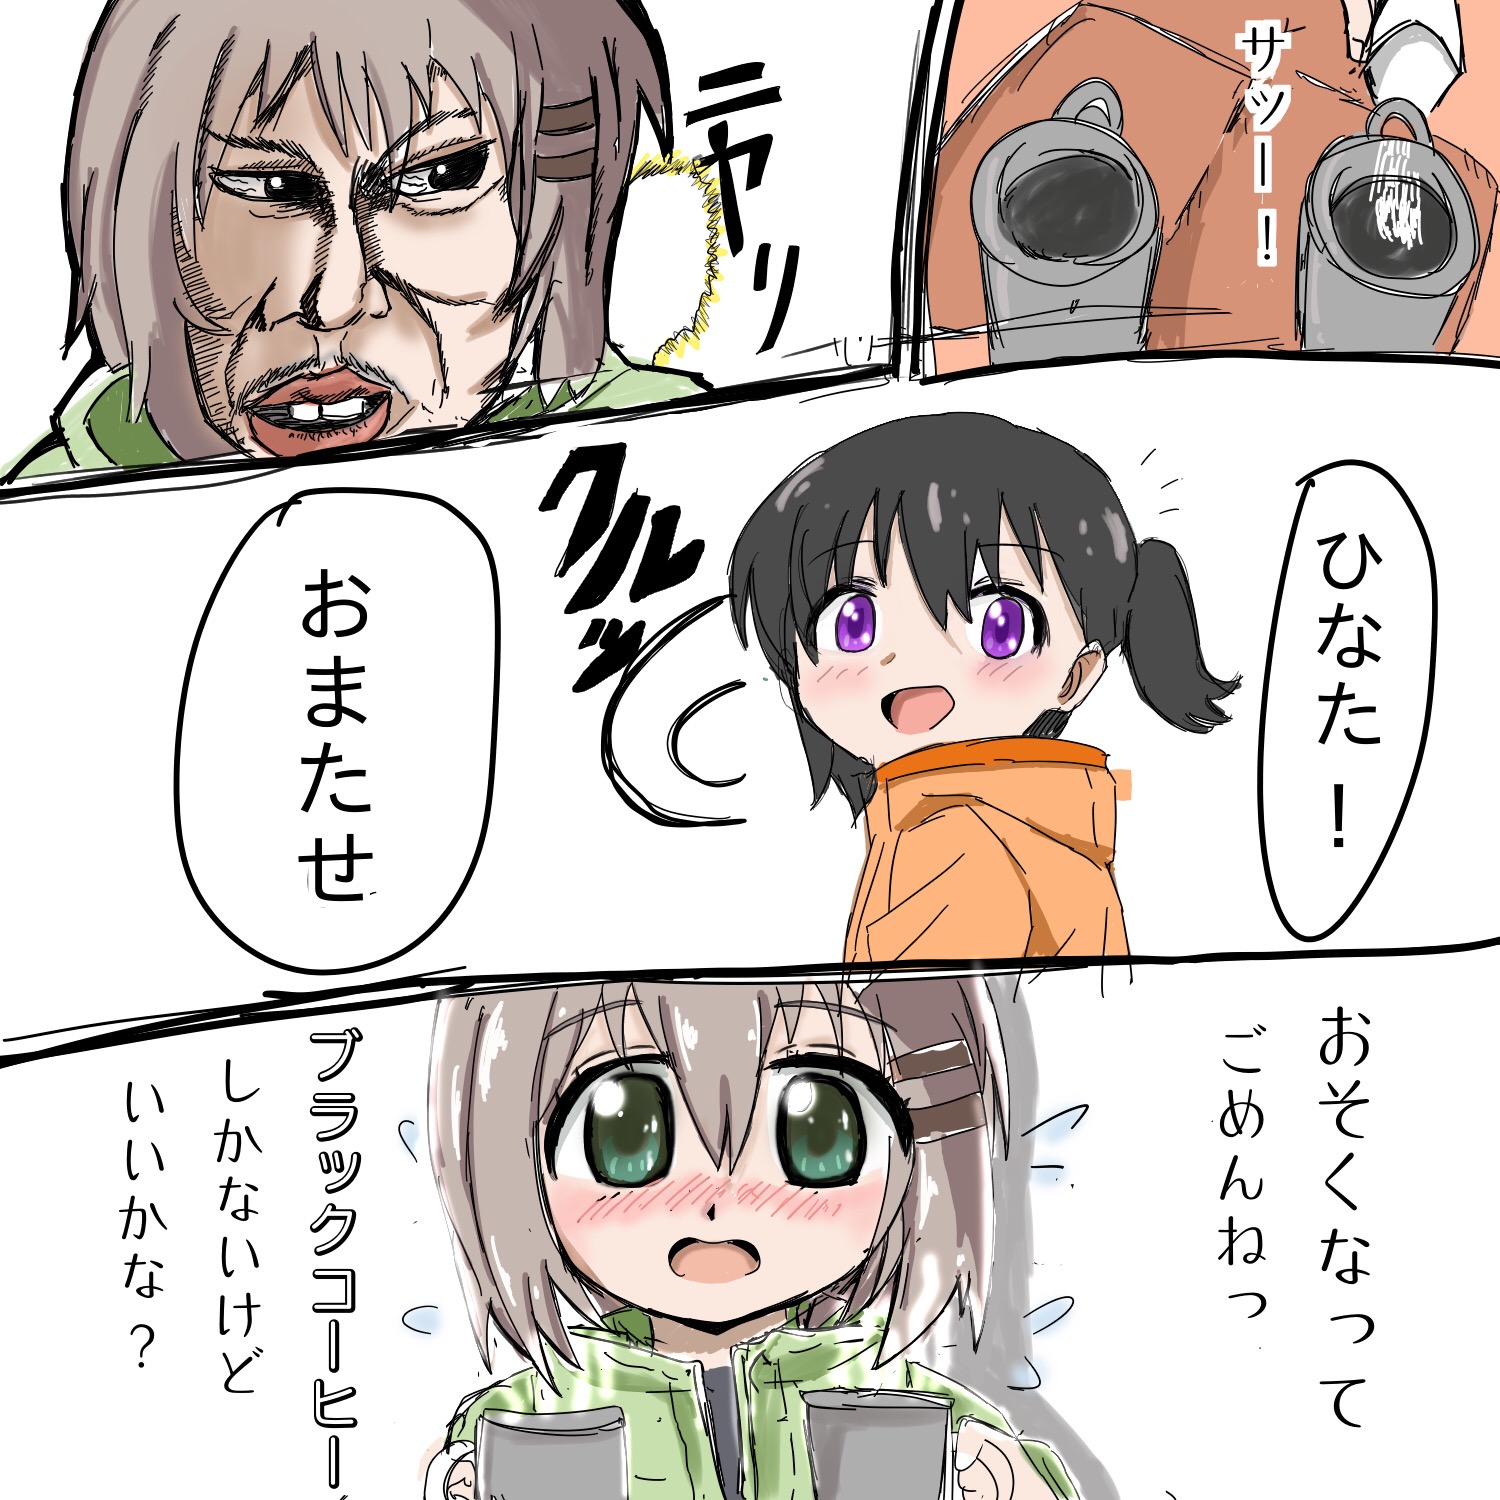 サッー！
ニヤリ
ひなた！
クルッ
おまたせ
おそくなって
ごめんねっ
ブラックコーヒー
しかないけど
いいかな？